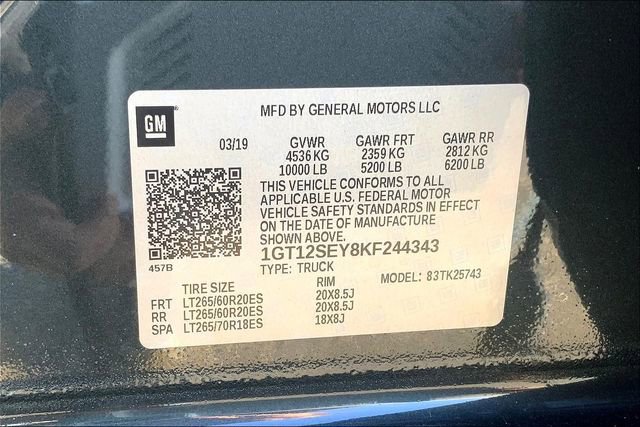 MFD BY GENERAL MOTORS LLC
GM
03/19 GVWR GAWR FRT GAWR RR
4536 KG 2359 KG 2812 KG
10000 LB 5200 LB 6200 LB
THIS VEHICLE CONFORMS TO ALL
APPLICABLE U.S. FEDERAL MOTOR
VEHICLE SAFETY STANDARDS IN EFFECT
ON THE DATE OF MANUFACTURE
SHOWN ABOVE.
457B
1GT12SEY8KF244343
TYPE: TRUCK
MODEL: 83TK25743
TIRE SIZE RIM
FRT LT265/60R20ES 20X8.5J
RR LT265/60R20ES 20X8.5J
SPA LT265/70R18ES 18X8J